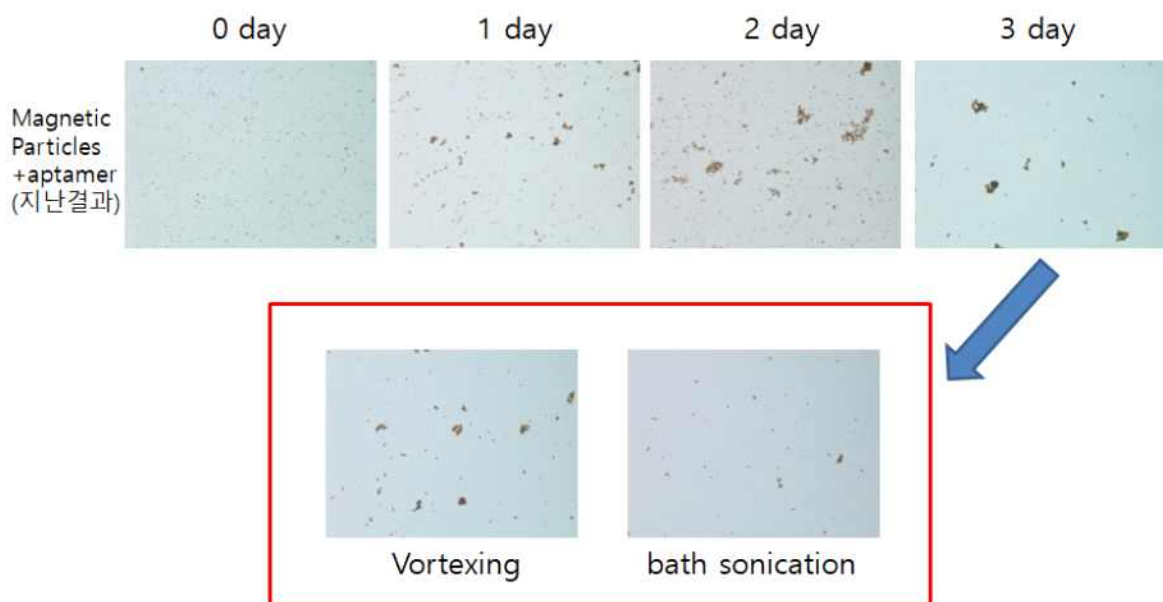 0 day
1 day
2 day
3 day
Magnetic
Particles
+aptamer
(지난결과)
Vortexing
bath sonication